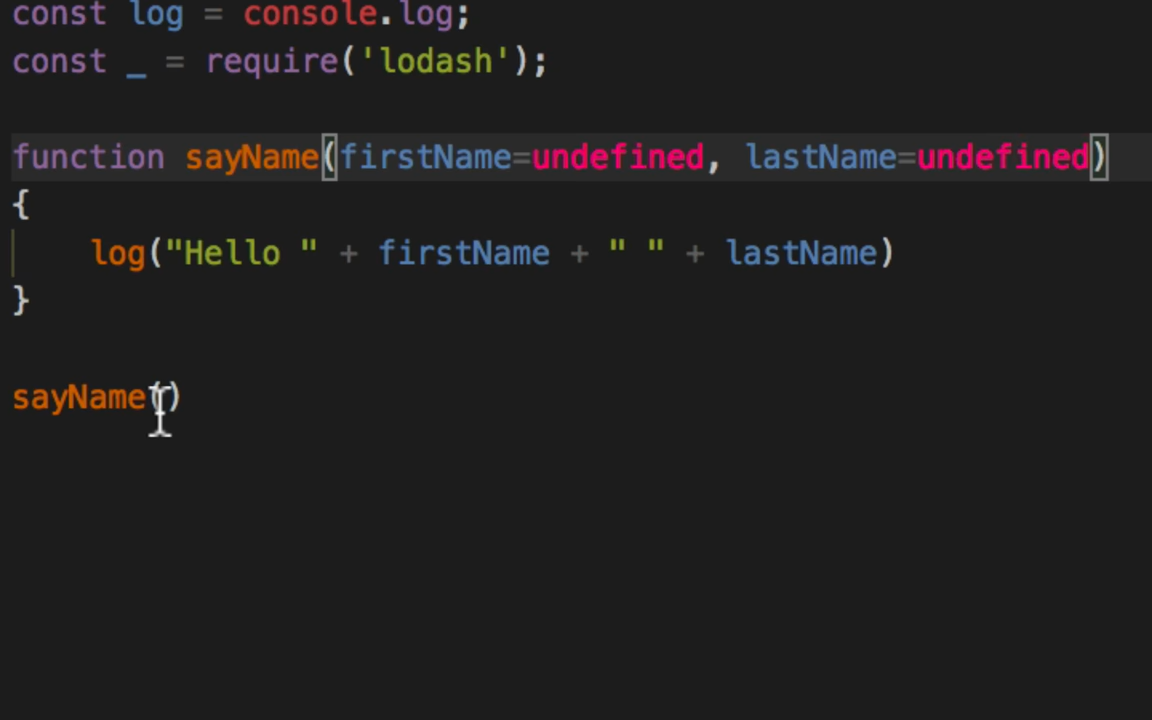 const log = console.log;
const _ = require('lodash');
function sayName(firstName=undefined, lastName=undefined)
{
    log("Hello " + firstName + " " + lastName)
}
sayName()